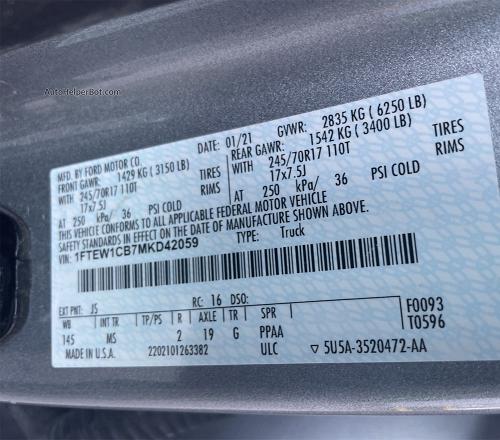 AutoHelperBot.com
MFD. BY FORD MOTOR CO. DATE: 01/21 GVWR: 2835 KG ( 6250 LB)
FRONT GAWR: 1429 KG ( 3150 LB) REAR GAWR: 1542 KG ( 3400 LB)
WITH 245/70R17 110T TIRES WITH 245/70R17 110T TIRES
17x7.5J RIMS 17x7.5J RIMS
AT 250 kPa/ 36 PSI COLD AT 250 kPa/ 36 PSI COLD
THIS VEHICLE CONFORMS TO ALL APPLICABLE FEDERAL MOTOR VEHICLE
SAFETY STANDARDS IN EFFECT ON THE DATE OF MANUFACTURE SHOWN ABOVE.
VIN: 1FTEW1CB7MKD42059 TYPE: Truck
EXT PNT: JS RC: 16 DSO: F0093
WB INT TR TP/PS R AXLE TR SPR T0596
145 MS 2 19 G PPAA
MADE IN U.S.A. 2202101263382 ULC ▽ 5U5A-3520472-AA